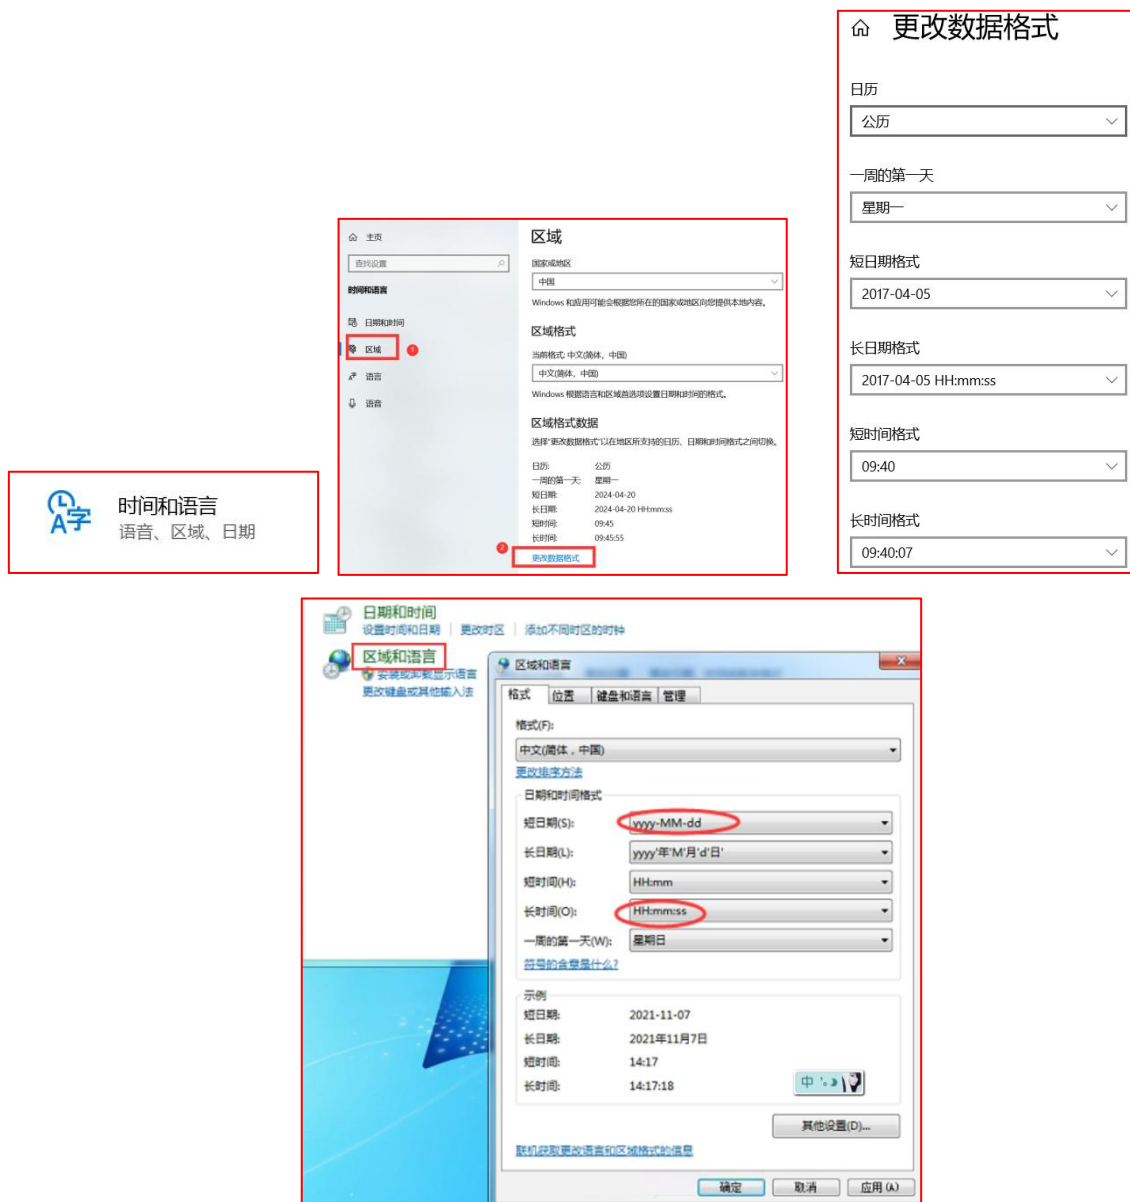 时间和语言
语音、区域、日期
主页
查找设置
时间和语言
日期和时间
1
区域
语言
语音
区域
国家或地区
中国
Windows 和应用可能会根据您所在的国家或地区向您提供本地内容。
区域格式
当前格式: 中文(简体，中国)
中文(简体，中国)
Windows 根据语言和区域首选项设置日期和时间的格式。
区域格式数据
选择“更改数据格式”以在地区所支持的日历、日期和时间格式之间切换。
日历: 公历
一周的第一天: 星期一
短日期: 2024-04-20
长日期: 2024-04-20 HH:mm:ss
短时间: 09:45
长时间: 09:45:55
2
更改数据格式
更改数据格式
日历
公历
一周的第一天
星期一
短日期格式
2017-04-05
长日期格式
2017-04-05 HH:mm:ss
短时间格式
09:40
长时间格式
09:40:07
日期和时间
设置时间和日期 | 更改时区 | 添加不同时区的时钟
区域和语言
安装或卸载显示语言
更改键盘或其他输入法
区域和语言
格式 位置 键盘和语言 管理
格式(F):
中文(简体，中国)
更改排序方法
日期和时间格式
短日期(S): yyyy-MM-dd
长日期(L): yyyy'年'M'月'd'日'
短时间(H): HH:mm
长时间(O): HH:mm:ss
一周的第一天(W): 星期日
符号的含意是什么?
示例
短日期: 2021-11-07
长日期: 2021年11月7日
短时间: 14:17
长时间: 14:17:18
中
其他设置(D)...
联机获取更改语言和区域格式的信息
确定 取消 应用(A)